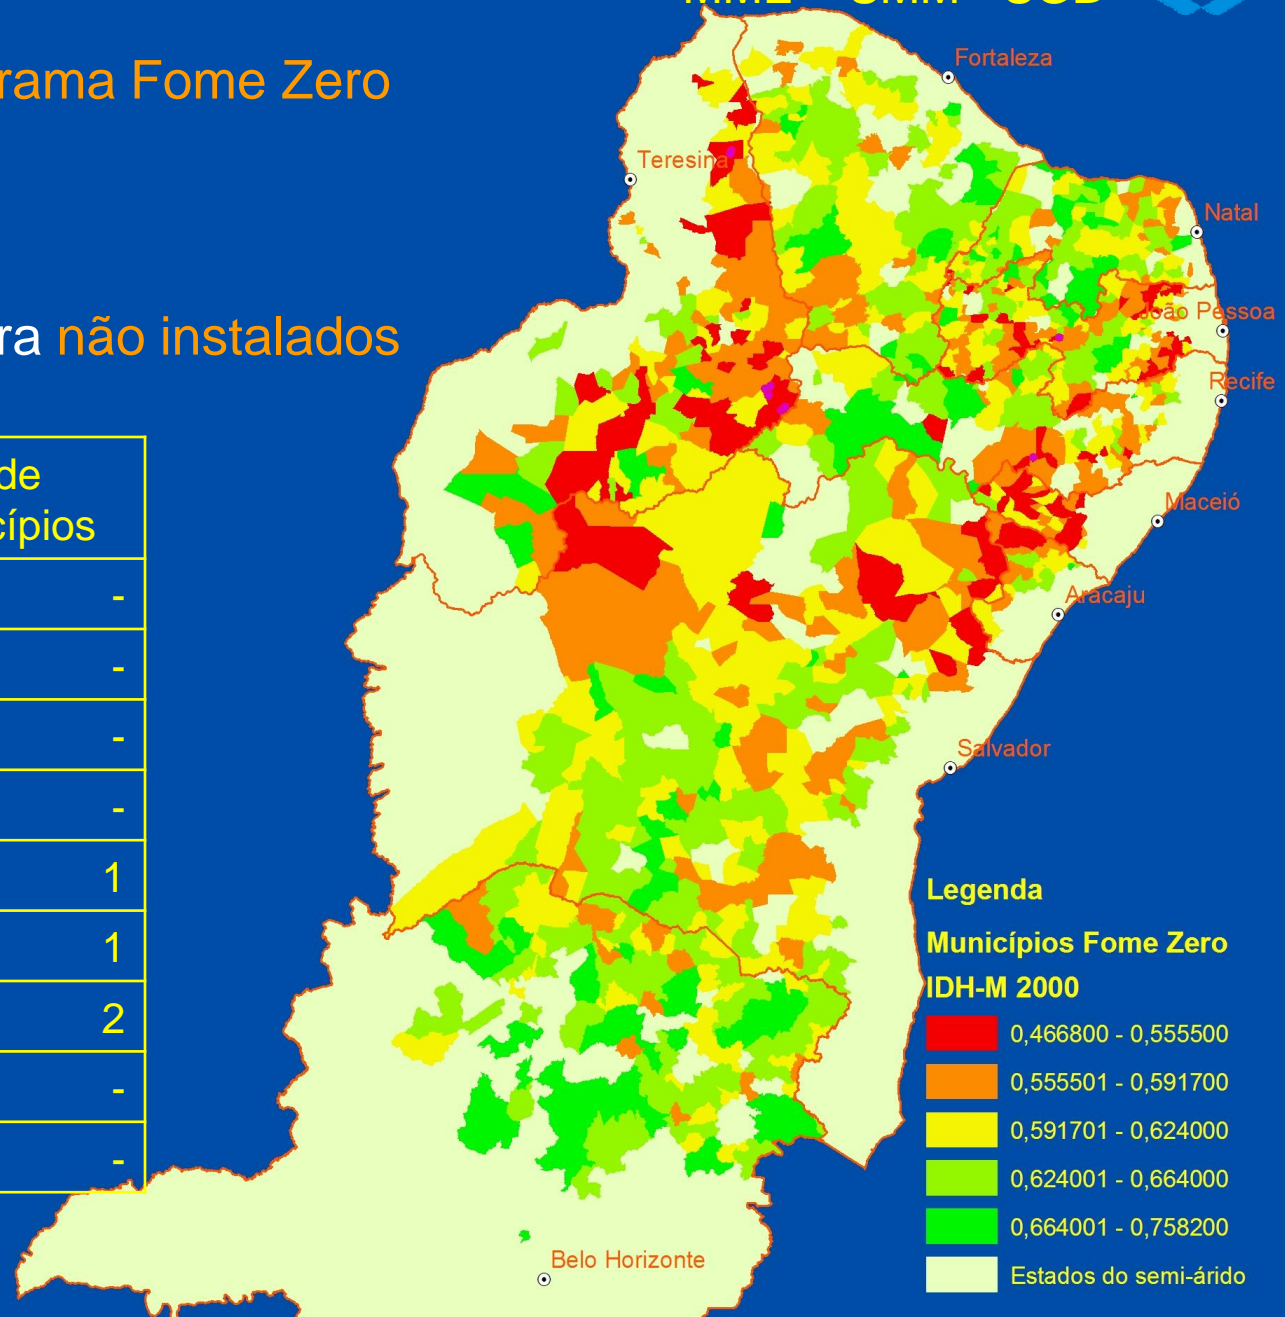 rama Fome Zero
ra não instalados
de
cípios
-
-
-
-
1
1
2
-
-
Fortaleza
Teresina
Natal
João Pessoa
Recife
Maceió
Aracaju
Salvador
Belo Horizonte
Legenda
Municípios Fome Zero
IDH-M 2000
0,466800 - 0,555500
0,555501 - 0,591700
0,591701 - 0,624000
0,624001 - 0,664000
0,664001 - 0,758200
Estados do semi-árido